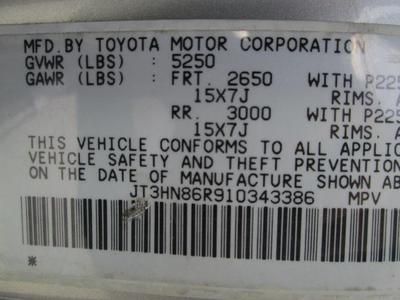 MFD.BY TOYOTA MOTOR CORPORATION
GVWR (LBS) : 5250
GAWR (LBS) : FRT. 2650 WITH P225
15X7J RIMS.
RR. 3000 WITH P225
15X7J RIMS.
THIS VEHICLE CONFORMS TO ALL APPLIC
VEHICLE SAFETY AND THEFT PREVENTION
ON THE DATE OF MANUFACTURE SHOWN AB
JT3HN86R910343386 MPV
*